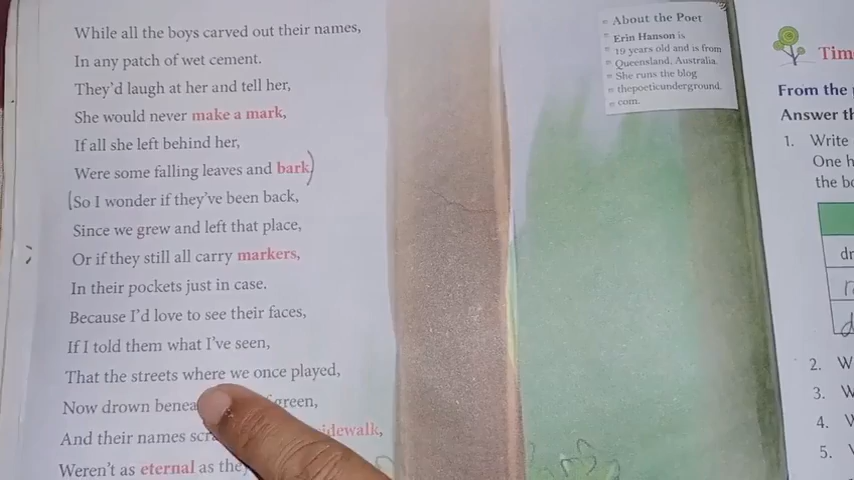 While all the boys carved out their names,
In any patch of wet cement.
They'd laugh at her and tell her,
She would never make a mark,
If all she left behind her,
Were some falling leaves and bark)
(So I wonder if they've been back,
Since we grew and left that place,
Or if they still all carry markers,
In their pockets just in case.
Because I'd love to see their faces,
If I told them what I've seen,
That the streets where we once played,
Now drown green,
And their names
Weren't as eternal as
About the Poet
Erin Hanson is
19 years old and is from
Queensland, Australia.
She runs the blog
thepoeticunderground.
com.
Tim
From the
Answer th
1. Write
One h
the bo
dr
2. W
3. W
4.
5.